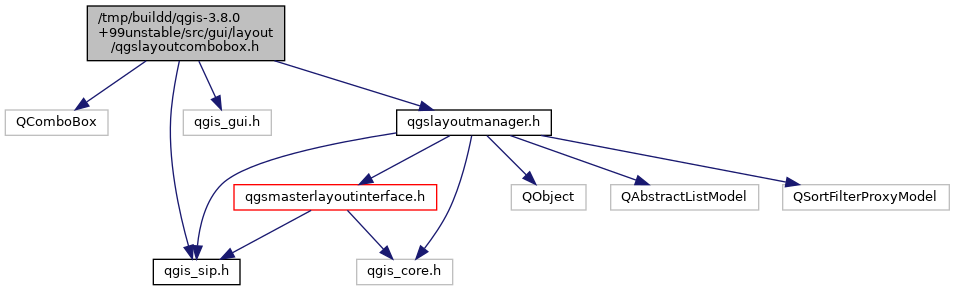 /tmp/buildd/qgis-3.8.0
+99unstable/src/gui/layout
/qgslayoutcombobox.h
QComboBox
qgis_gui.h
qgslayoutmanager.h
qgsmasterlayoutinterface.h
QObject
QAbstractListModel
QSortFilterProxyModel
qgis_sip.h
qgis_core.h